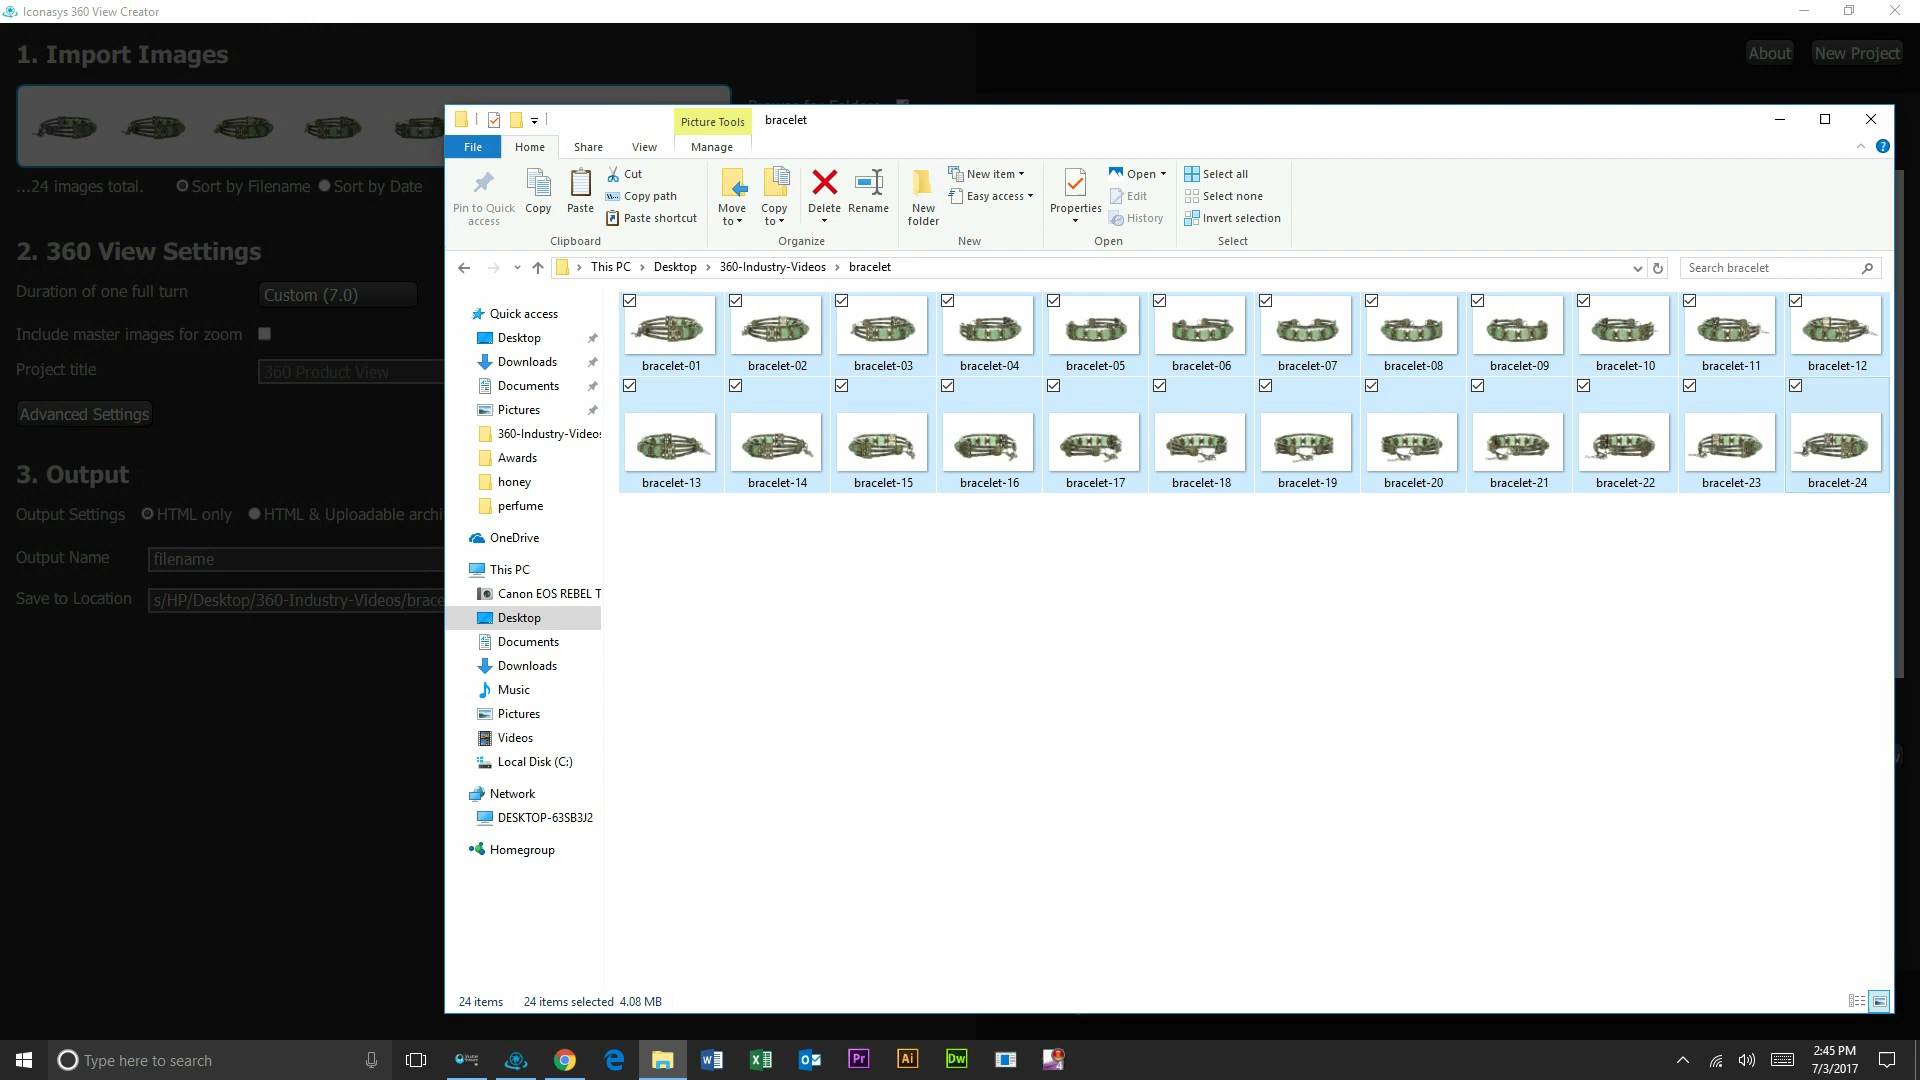 Iconasys 360 View Creator
1. Import Images
About
New Project
...24 images total.
Sort by Filename
Sort by Date
2. 360 View Settings
Duration of one full turn
Custom (7.0)
Include master images for zoom
Project title
360 Product View
Advanced Settings
3. Output
Output Settings
HTML only
HTML & Uploadable archi
Output Name
filename
Save to Location
s/HP/Desktop/360-Industry-Videos/brace
Picture Tools
bracelet
File
Home
Share
View
Manage
Pin to Quick
access
Copy
Paste
Cut
Copy path
Paste shortcut
Clipboard
Move
to
Copy
to
Delete
Rename
Organize
New
folder
New item
Easy access
New
Properties
Open
Edit
History
Open
Select all
Select none
Invert selection
Select
This PC
Desktop
360-Industry-Videos
bracelet
Search bracelet
Quick access
Desktop
Downloads
Documents
Pictures
360-Industry-Videos
Awards
honey
perfume
OneDrive
This PC
Canon EOS REBEL T
Desktop
Documents
Downloads
Music
Pictures
Videos
Local Disk (C:)
Network
DESKTOP-63SB3J2
Homegroup
bracelet-01
bracelet-02
bracelet-03
bracelet-04
bracelet-05
bracelet-06
bracelet-07
bracelet-08
bracelet-09
bracelet-10
bracelet-11
bracelet-12
bracelet-13
bracelet-14
bracelet-15
bracelet-16
bracelet-17
bracelet-18
bracelet-19
bracelet-20
bracelet-21
bracelet-22
bracelet-23
bracelet-24
24 items
24 items selected 4.08 MB
Type here to search
Pr
Ai
Dw
2:45 PM
7/3/2017